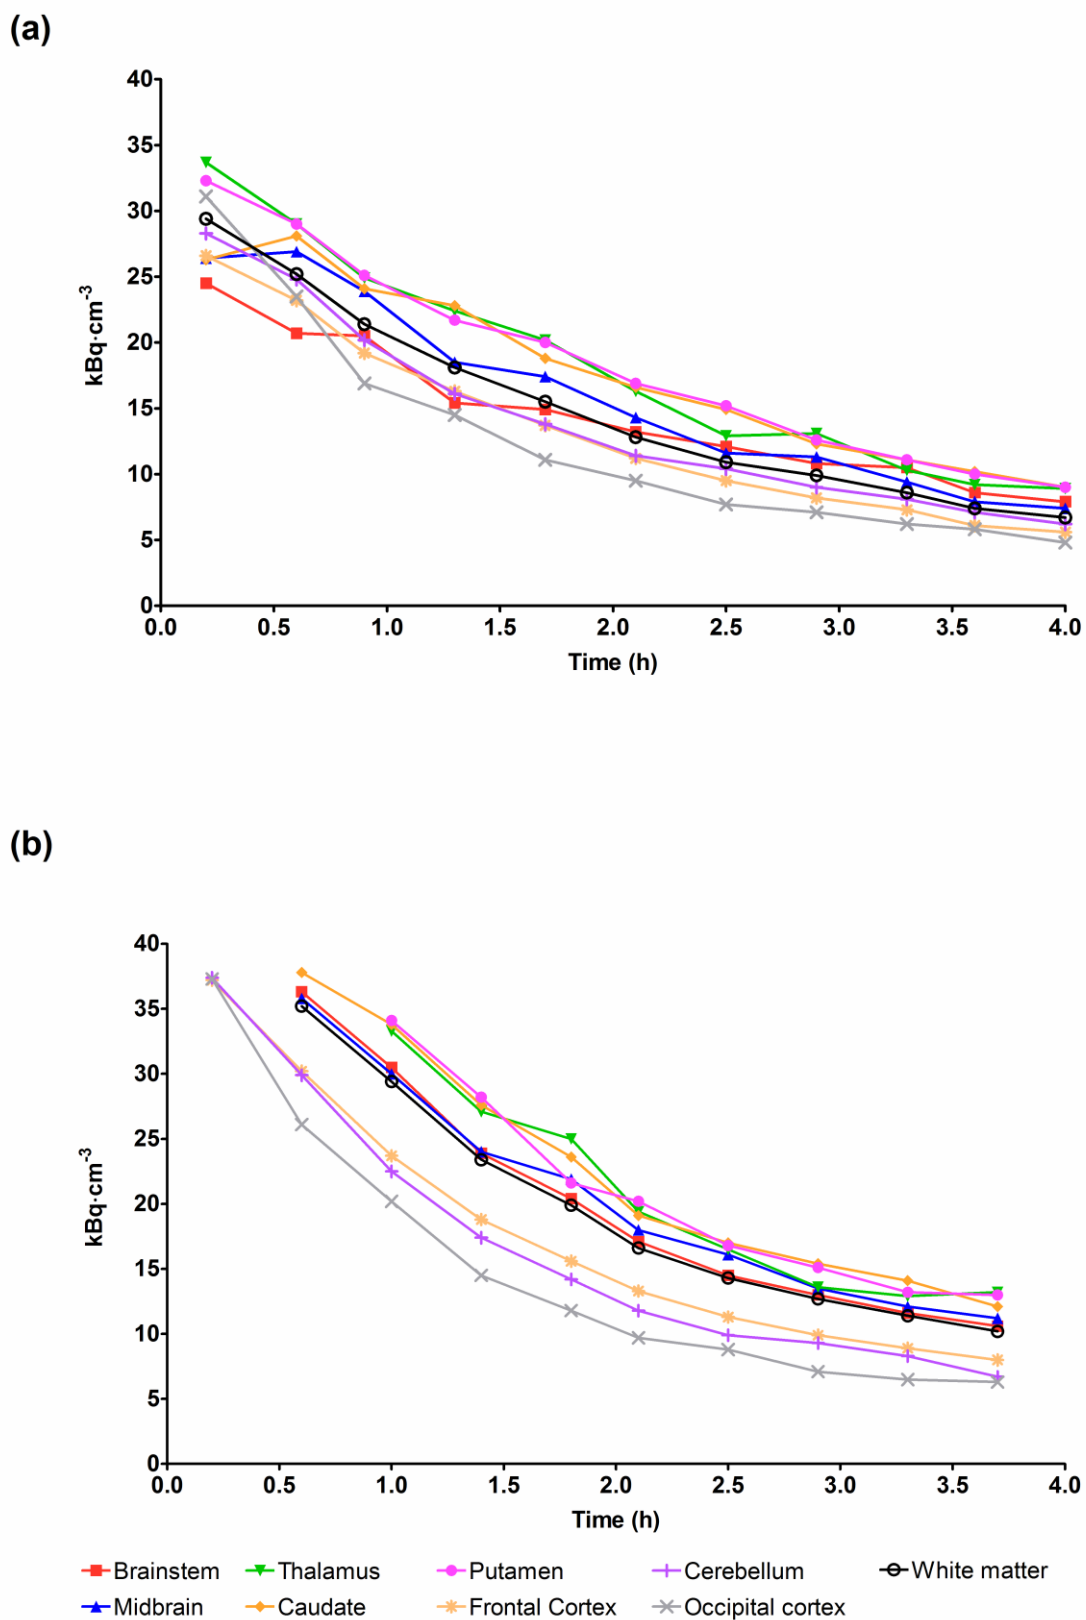 (a)
40
35
30
25
20
15
10
5
0
kBq·cm-3
0.0 0.5 1.0 1.5 2.0 2.5 3.0 3.5 4.0
Time (h)
(b)
40
35
30
25
20
15
10
5
0
kBq·cm-3
0.0 0.5 1.0 1.5 2.0 2.5 3.0 3.5 4.0
Time (h)
Brainstem Thalamus Putamen Cerebellum White matter
Midbrain Caudate Frontal Cortex Occipital cortex